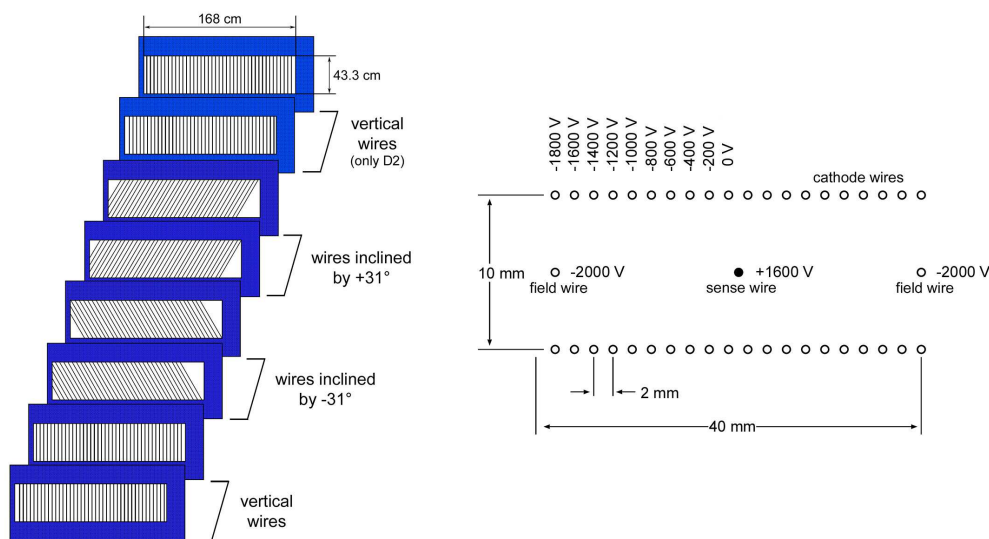 168 cm
43.3 cm
vertical
wires
(only D2)
wires inclined
by +31°
wires inclined
by -31°
vertical
wires
-1800 V
-1600 V
-1400 V
-1200 V
-1000 V
-800 V
-600 V
-400 V
-200 V
0 V
cathode wires
10 mm
-2000 V
field wire
+1600 V
sense wire
-2000 V
field wire
2 mm
40 mm